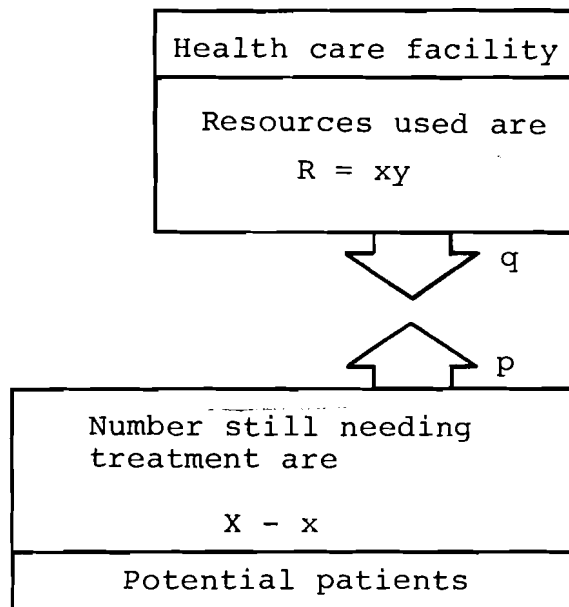 Health care facility
Resources used are
R = xy
q
p
Number still needing
treatment are
X - x
Potential patients